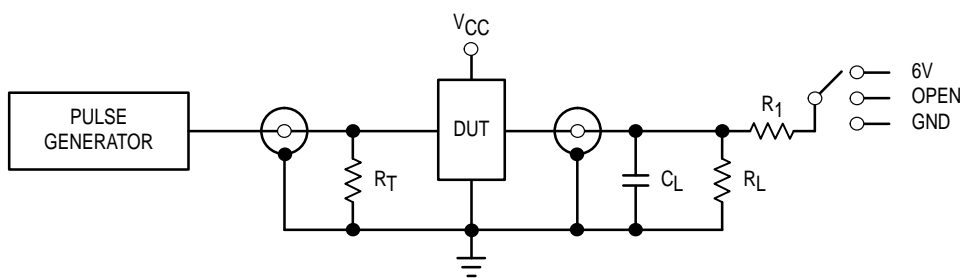 VCC
PULSE
GENERATOR
DUT
RT
CL
RL
R1
6V
OPEN
GND